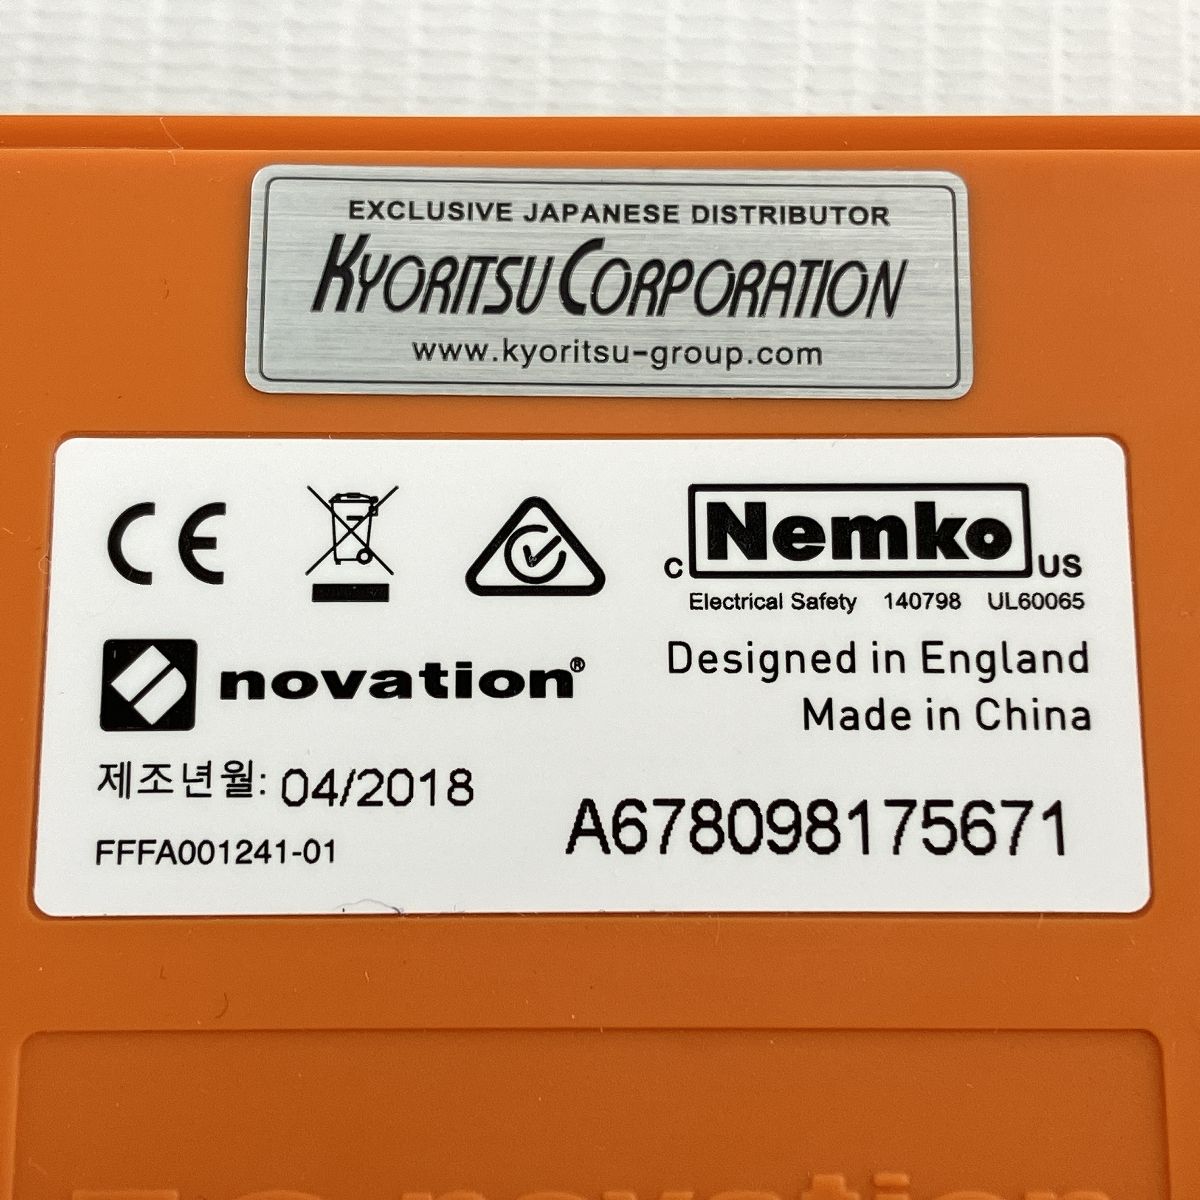 EXCLUSIVE JAPANESE DISTRIBUTOR
KYORITSU CORPORATION
www.kyoritsu-group.com
CE
c Nemko us
Electrical Safety 140798 UL60065
novation®
Designed in England
Made in China
제조년월: 04/2018
A678098175671
FFFA001241-01
novation